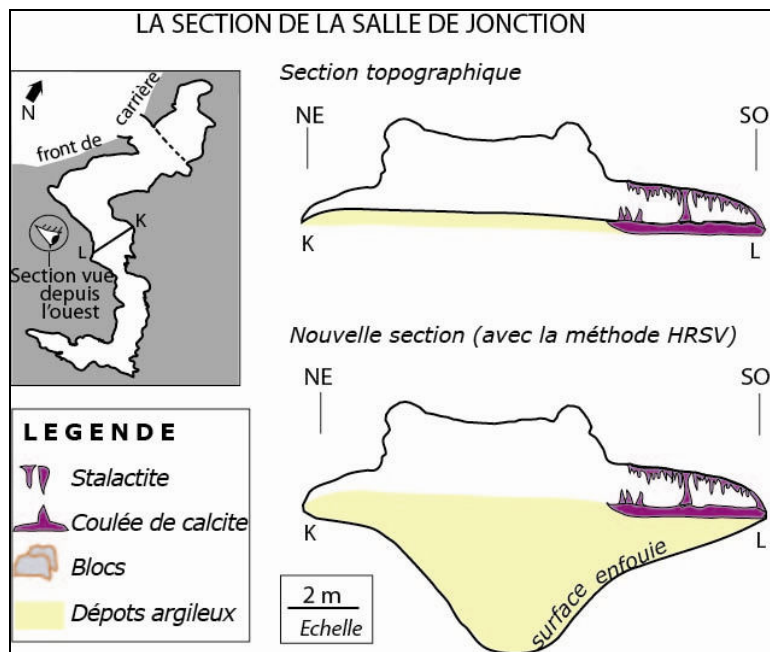 LA SECTION DE LA SALLE DE JONCTION
N
front de
carrière
K
L
Section vue
depuis
l'ouest
Section topographique
NE
SO
K
L
Nouvelle section (avec la méthode HRSV)
NE
SO
K
L
surface enfouie
2 m
Echelle
LEGENDE
Stalactite
Coulée de calcite
Blocs
Dépots argileux